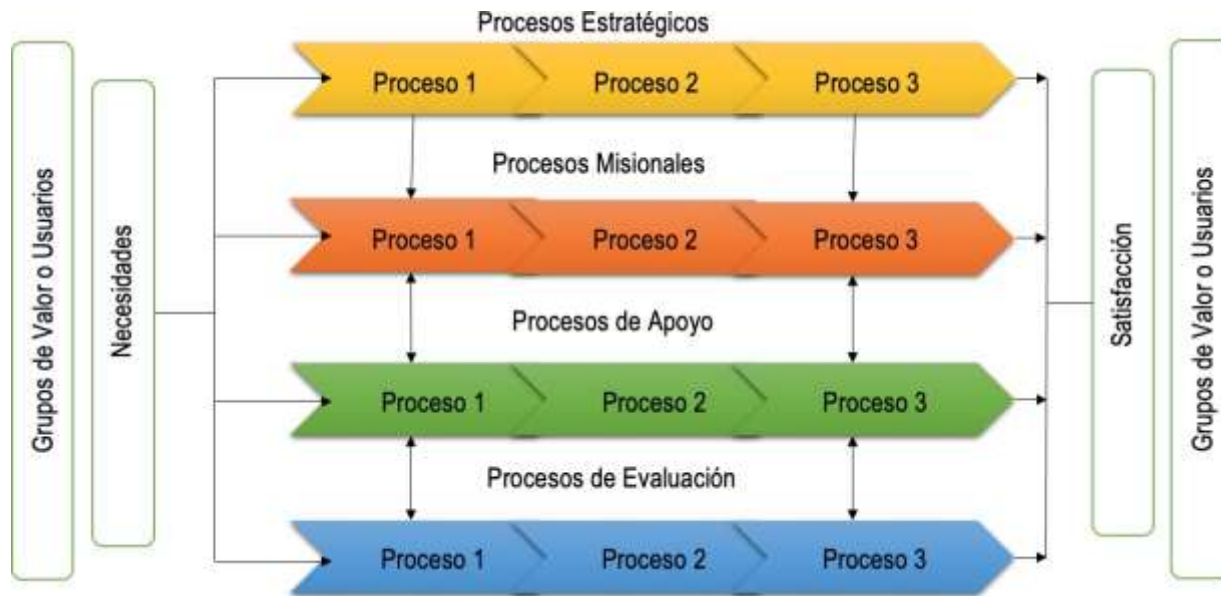 Grupos de Valor o Usuarios
Necesidades
Procesos Estratégicos
Proceso 1
Proceso 2
Proceso 3
Procesos Misionales
Proceso 1
Proceso 2
Proceso 3
Procesos de Apoyo
Proceso 1
Proceso 2
Proceso 3
Procesos de Evaluación
Proceso 1
Proceso 2
Proceso 3
Satisfacción
Grupos de Valor o Usuarios